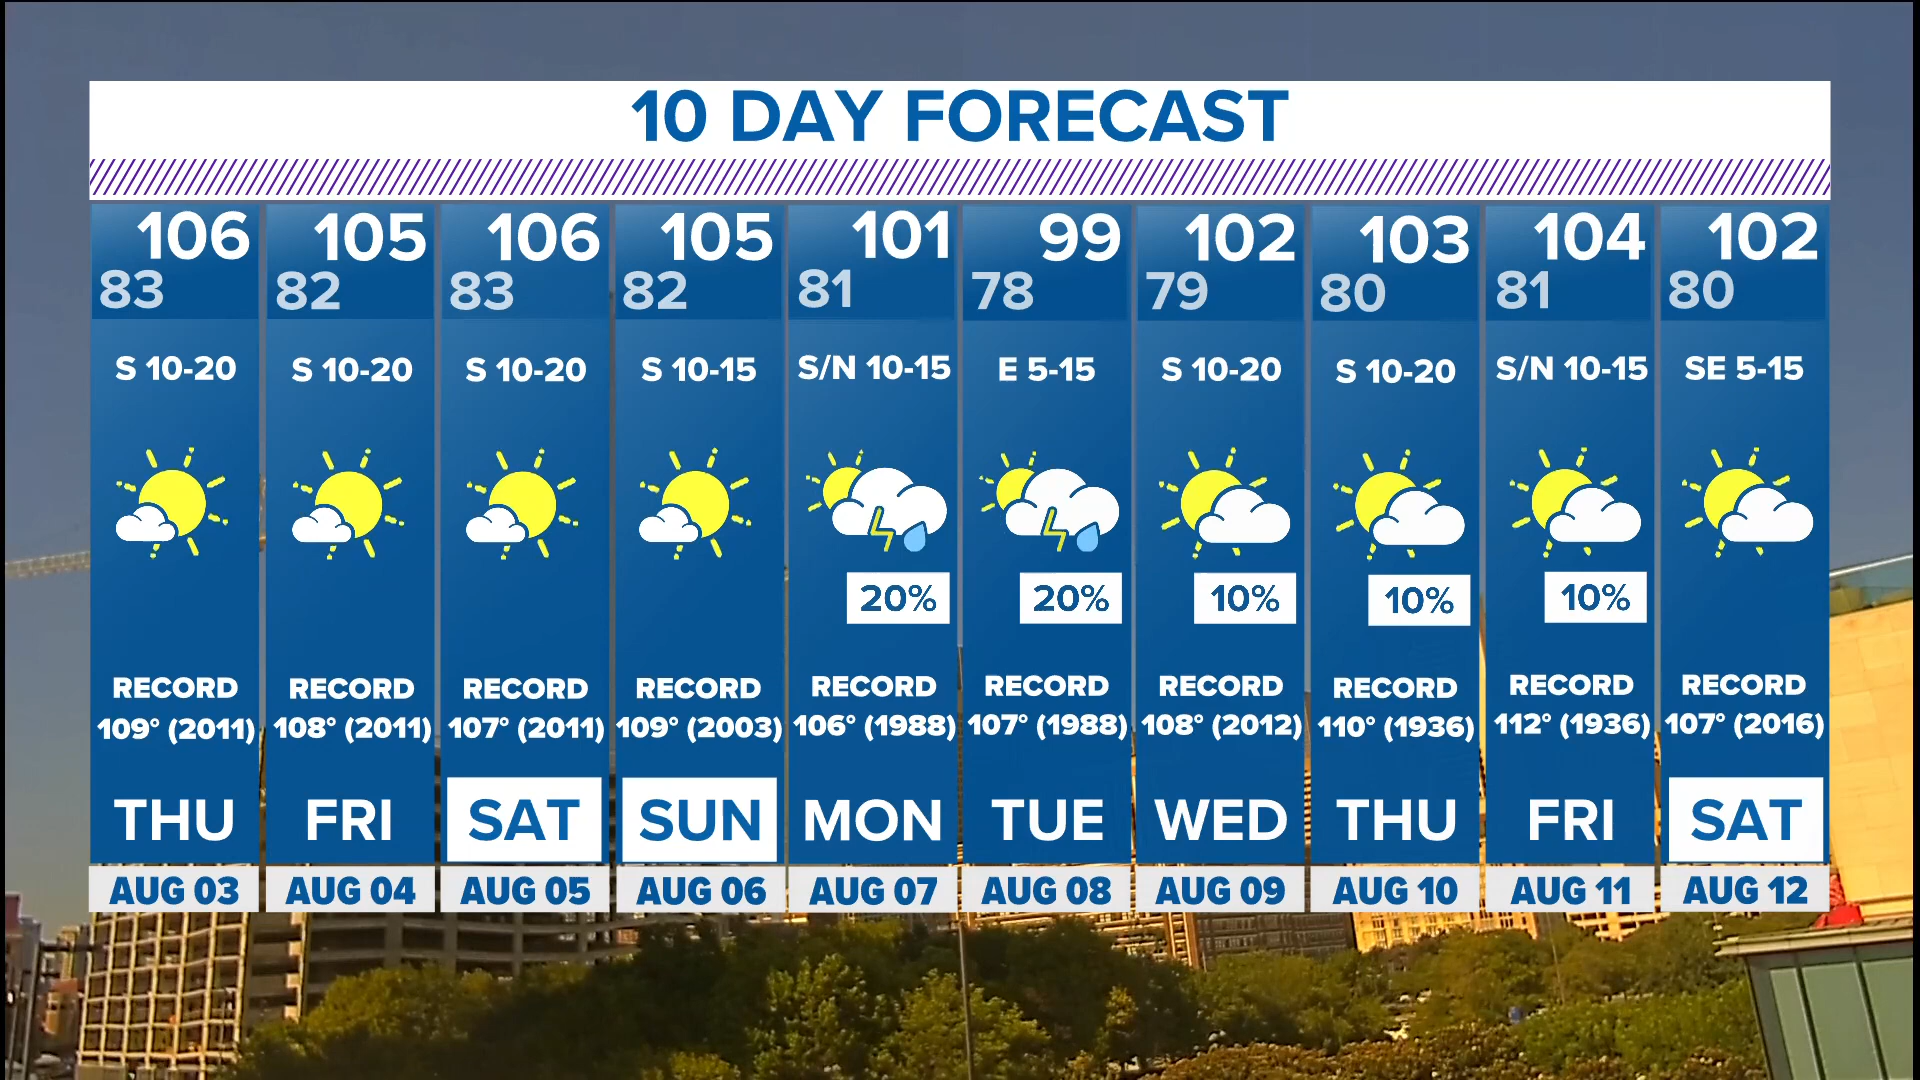 10 DAY FORECAST
106 105 106 105 101 99 102 103 104 102
83 82 83 82 81 78 79 80 81 80
S 10-20 S 10-20 S 10-20 S 10-15 S/N 10-15 E 5-15 S 10-20 S 10-20 S/N 10-15 SE 5-15
20% 20% 10% 10% 10%
RECORD RECORD RECORD RECORD RECORD RECORD RECORD RECORD RECORD RECORD
109° (2011) 108° (2011) 107° (2011) 109° (2003) 106° (1988) 107° (1988) 108° (2012) 110° (1936) 112° (1936) 107° (2016)
THU FRI SAT SUN MON TUE WED THU FRI SAT
AUG 03 AUG 04 AUG 05 AUG 06 AUG 07 AUG 08 AUG 09 AUG 10 AUG 11 AUG 12